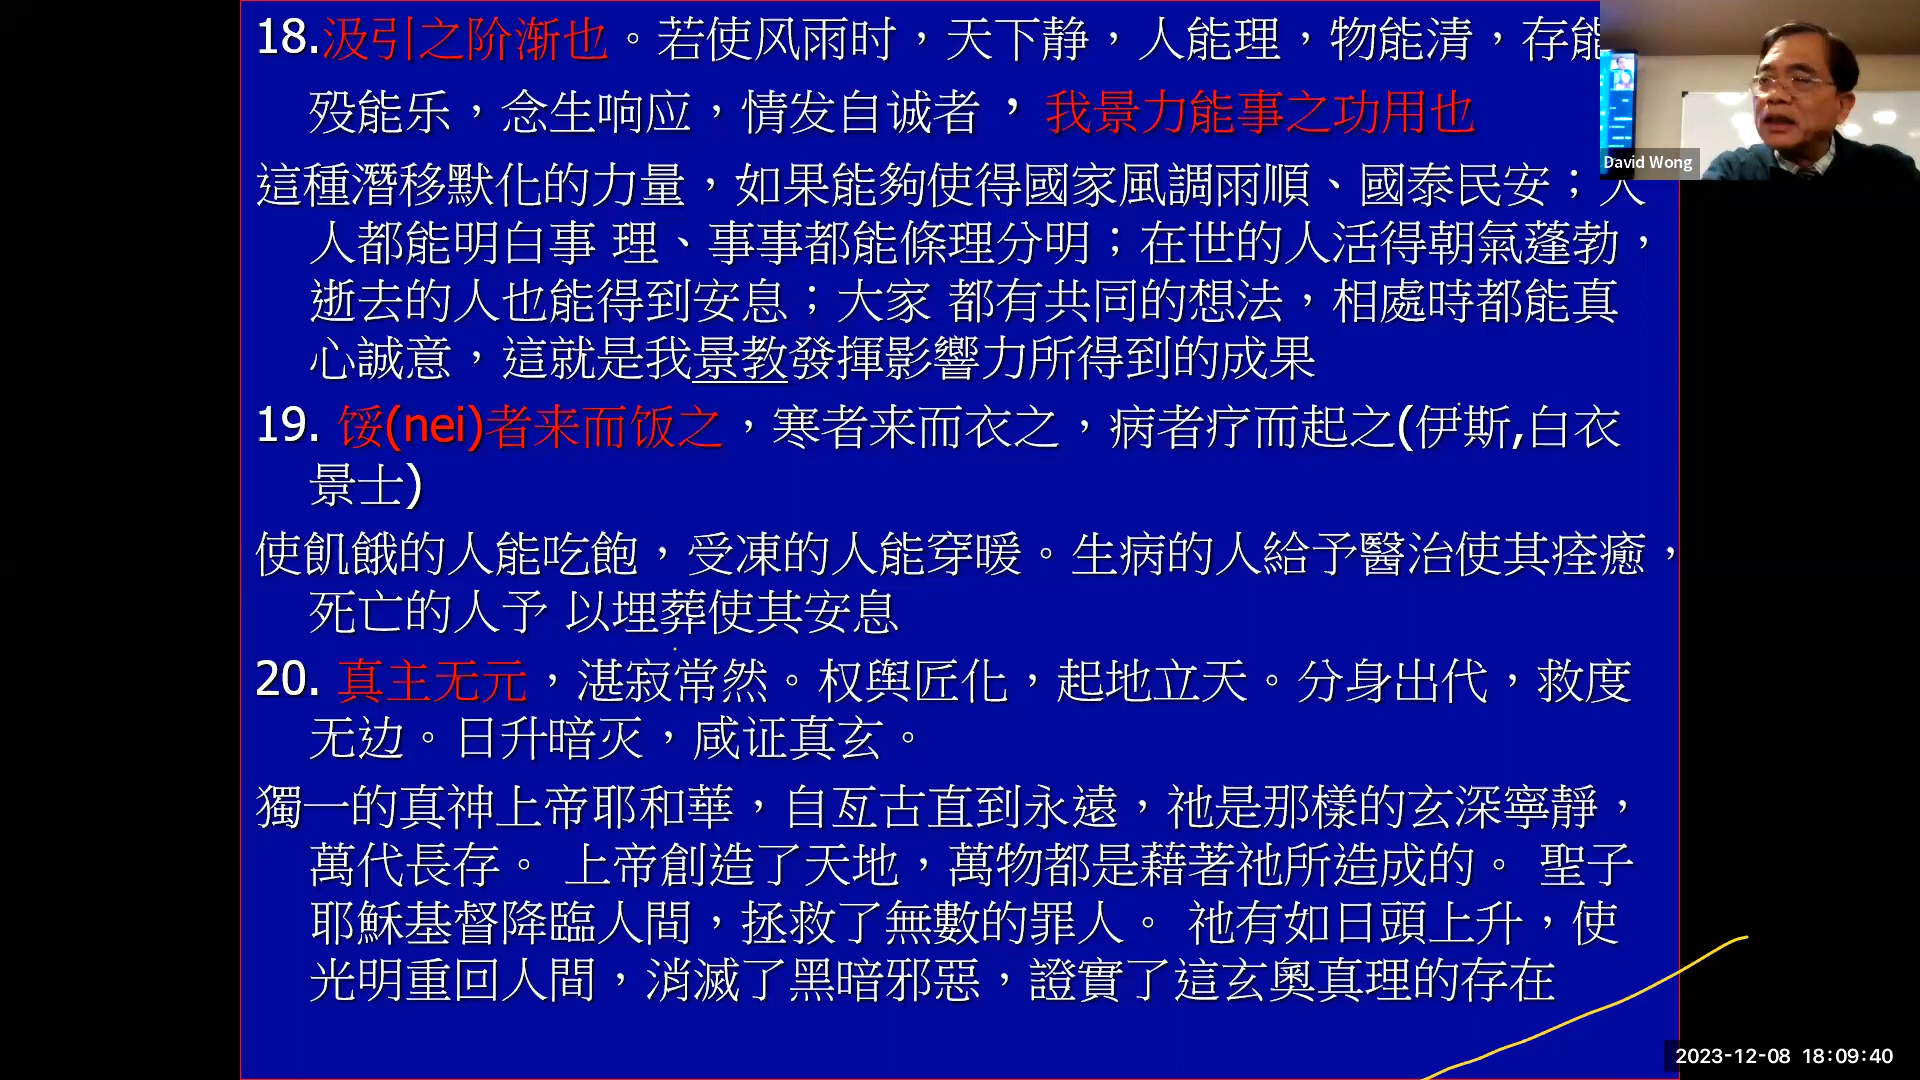 18.汲引之阶渐也。若使风雨时，天下静，人能理，物能清，存能
殁能乐，念生响应，情发自诚者，我景力能事之功用也
這種潛移默化的力量，如果能夠使得國家風調雨順、國泰民安；人
人都能明白事 理、事事都能條理分明；在世的人活得朝氣蓬勃，
逝去的人也能得到安息；大家 都有共同的想法，相處時都能真
心誠意，這就是我景教發揮影響力所得到的成果
19. 馁(nei)者来而饭之，寒者来而衣之，病者疗而起之(伊斯,白衣
景士)
使飢餓的人能吃飽，受凍的人能穿暖。生病的人給予醫治使其痊癒，
死亡的人予 以埋葬使其安息
20. 真主无元，湛寂常然。权舆匠化，起地立天。分身出代，救度
无边。日升暗灭，咸证真玄。
獨一的真神上帝耶和華，自亙古直到永遠，祂是那樣的玄深寧靜，
萬代長存。 上帝創造了天地，萬物都是藉著祂所造成的。 聖子
耶穌基督降臨人間，拯救了無數的罪人。 祂有如日頭上升，使
光明重回人間，消滅了黑暗邪惡，證實了這玄奧真理的存在
David Wong
2023-12-08 18:09:40